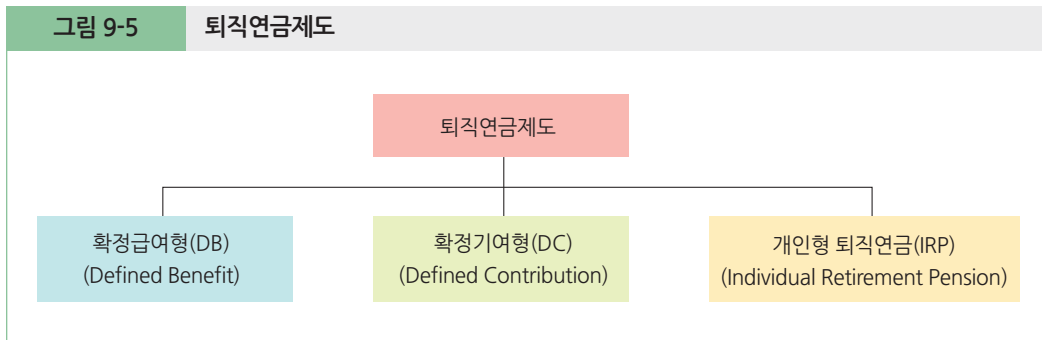 그림 9-5 퇴직연금제도
퇴직연금제도
확정급여형(DB)
(Defined Benefit)
확정기여형(DC)
(Defined Contribution)
개인형 퇴직연금(IRP)
(Individual Retirement Pension)